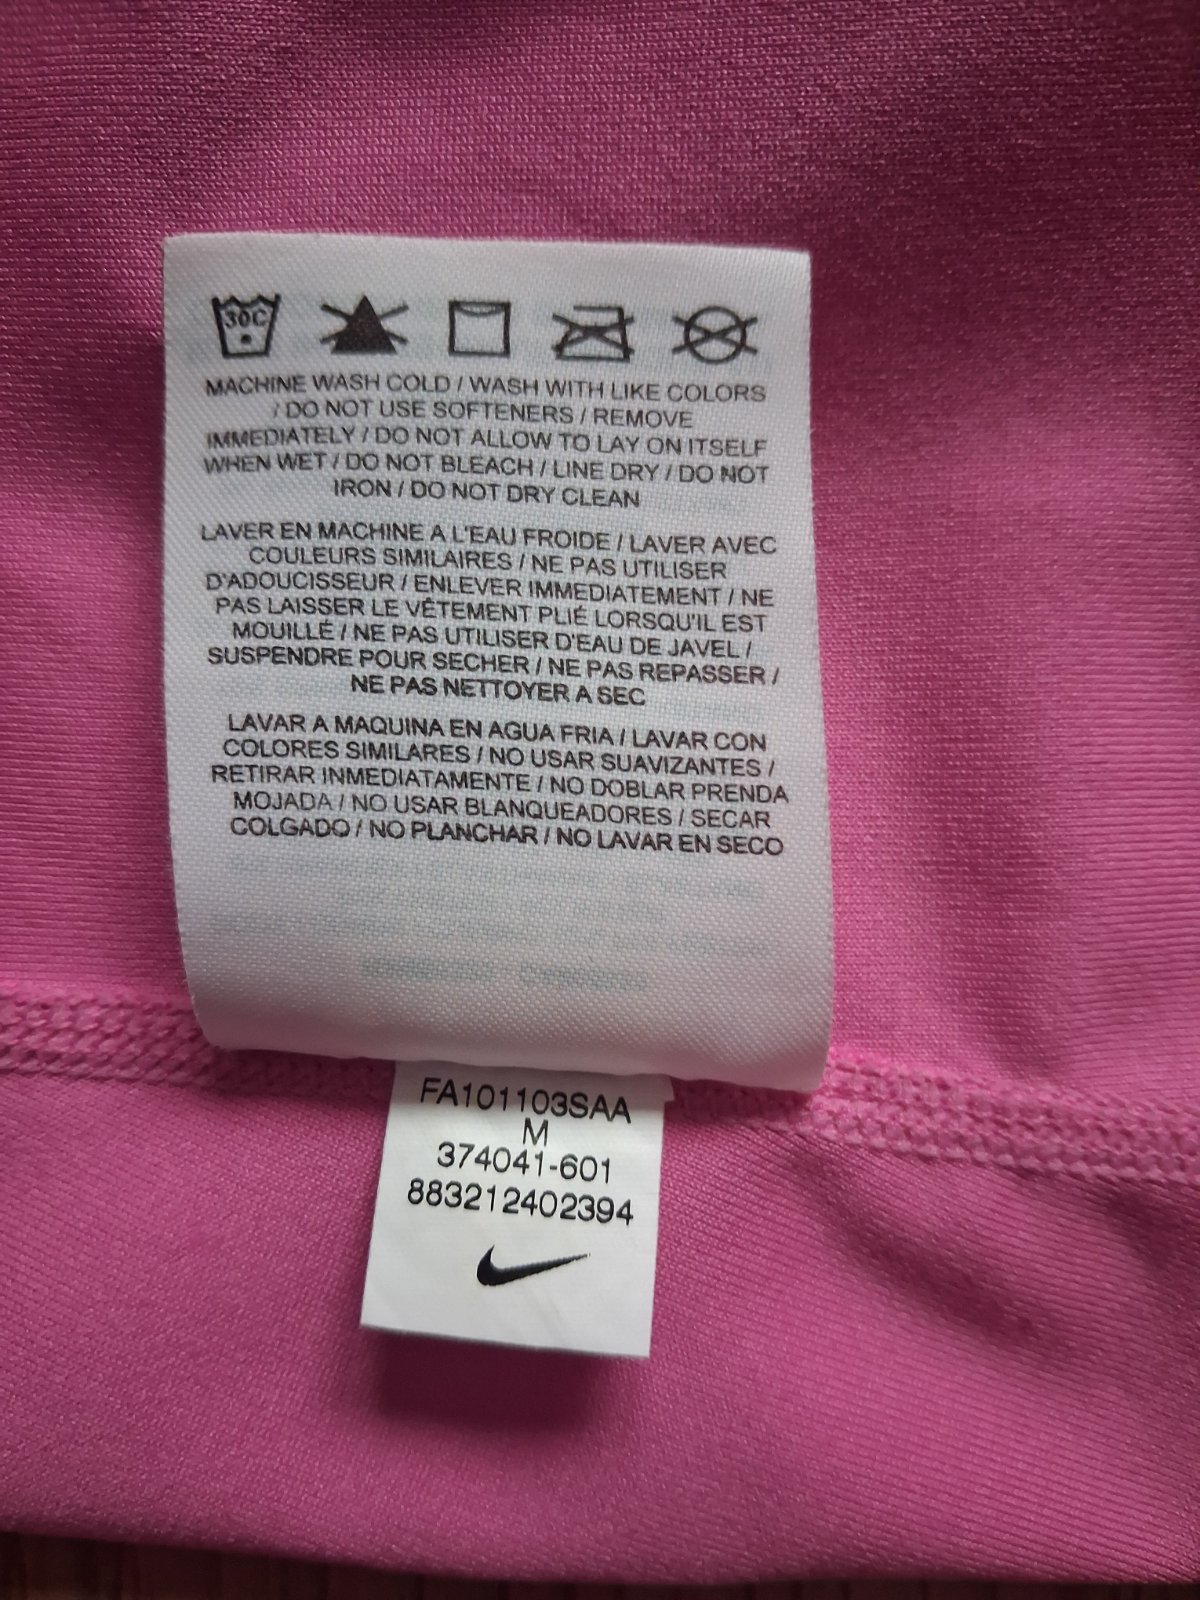 30C
MACHINE WASH COLD / WASH WITH LIKE COLORS
/ DO NOT USE SOFTENERS / REMOVE
IMMEDIATELY / DO NOT ALLOW TO LAY ON ITSELF
WHEN WET / DO NOT BLEACH / LINE DRY / DO NOT
IRON / DO NOT DRY CLEAN
LAVER EN MACHINE A L'EAU FROIDE / LAVER AVEC
COULEURS SIMILAIRES / NE PAS UTILISER
D'ADOUCISSEUR / ENLEVER IMMEDIATEMENT / NE
PAS LAISSER LE VÊTEMENT PLIÉ LORSQU'IL EST
MOUILLÉ / NE PAS UTILISER D'EAU DE JAVEL /
SUSPENDRE POUR SECHER / NE PAS REPASSER /
NE PAS NETTOYER A SEC
LAVAR A MAQUINA EN AGUA FRIA / LAVAR CON
COLORES SIMILARES / NO USAR SUAVIZANTES /
RETIRAR INMEDIATAMENTE / NO DOBLAR PRENDA
MOJADA / NO USAR BLANQUEADORES / SECAR
COLGADO / NO PLANCHAR / NO LAVAR EN SECO
FA101103SAA
M
374041-601
883212402394